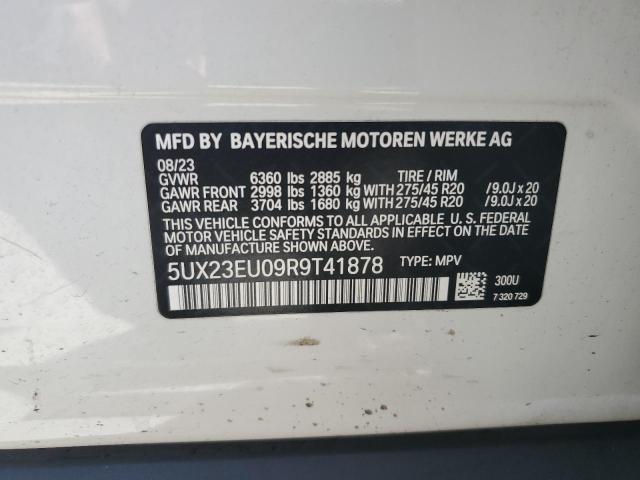 MFD BY BAYERISCHE MOTOREN WERKE AG
08/23
GVWR 6360 lbs 2885 kg TIRE / RIM
GAWR FRONT 2998 lbs 1360 kg WITH 275/45 R20 /9.0J x 20
GAWR REAR 3704 lbs 1680 kg WITH 275/45 R20 /9.0J x 20
THIS VEHICLE CONFORMS TO ALL APPLICABLE U. S. FEDERAL
MOTOR VEHICLE SAFETY STANDARDS IN EFFECT ON THE DATE
OF MANUFACTURE SHOWN ABOVE.
5UX23EU09R9T41878 TYPE: MPV
300U
7 320 729